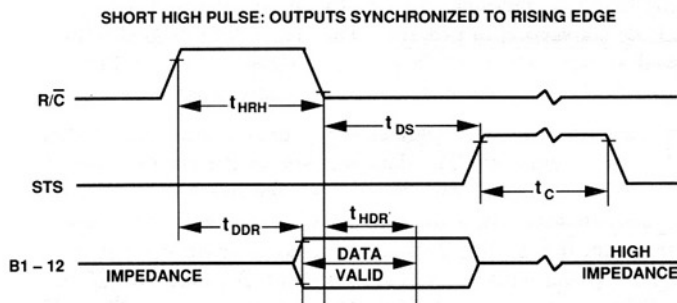 SHORT HIGH PULSE: OUTPUTS SYNCHRONIZED TO RISING EDGE
R/C̅
tHRH
tDS
STS
tC
tDDR
tHDR
B1 – 12
IMPEDANCE
DATA
VALID
HIGH
IMPEDANCE